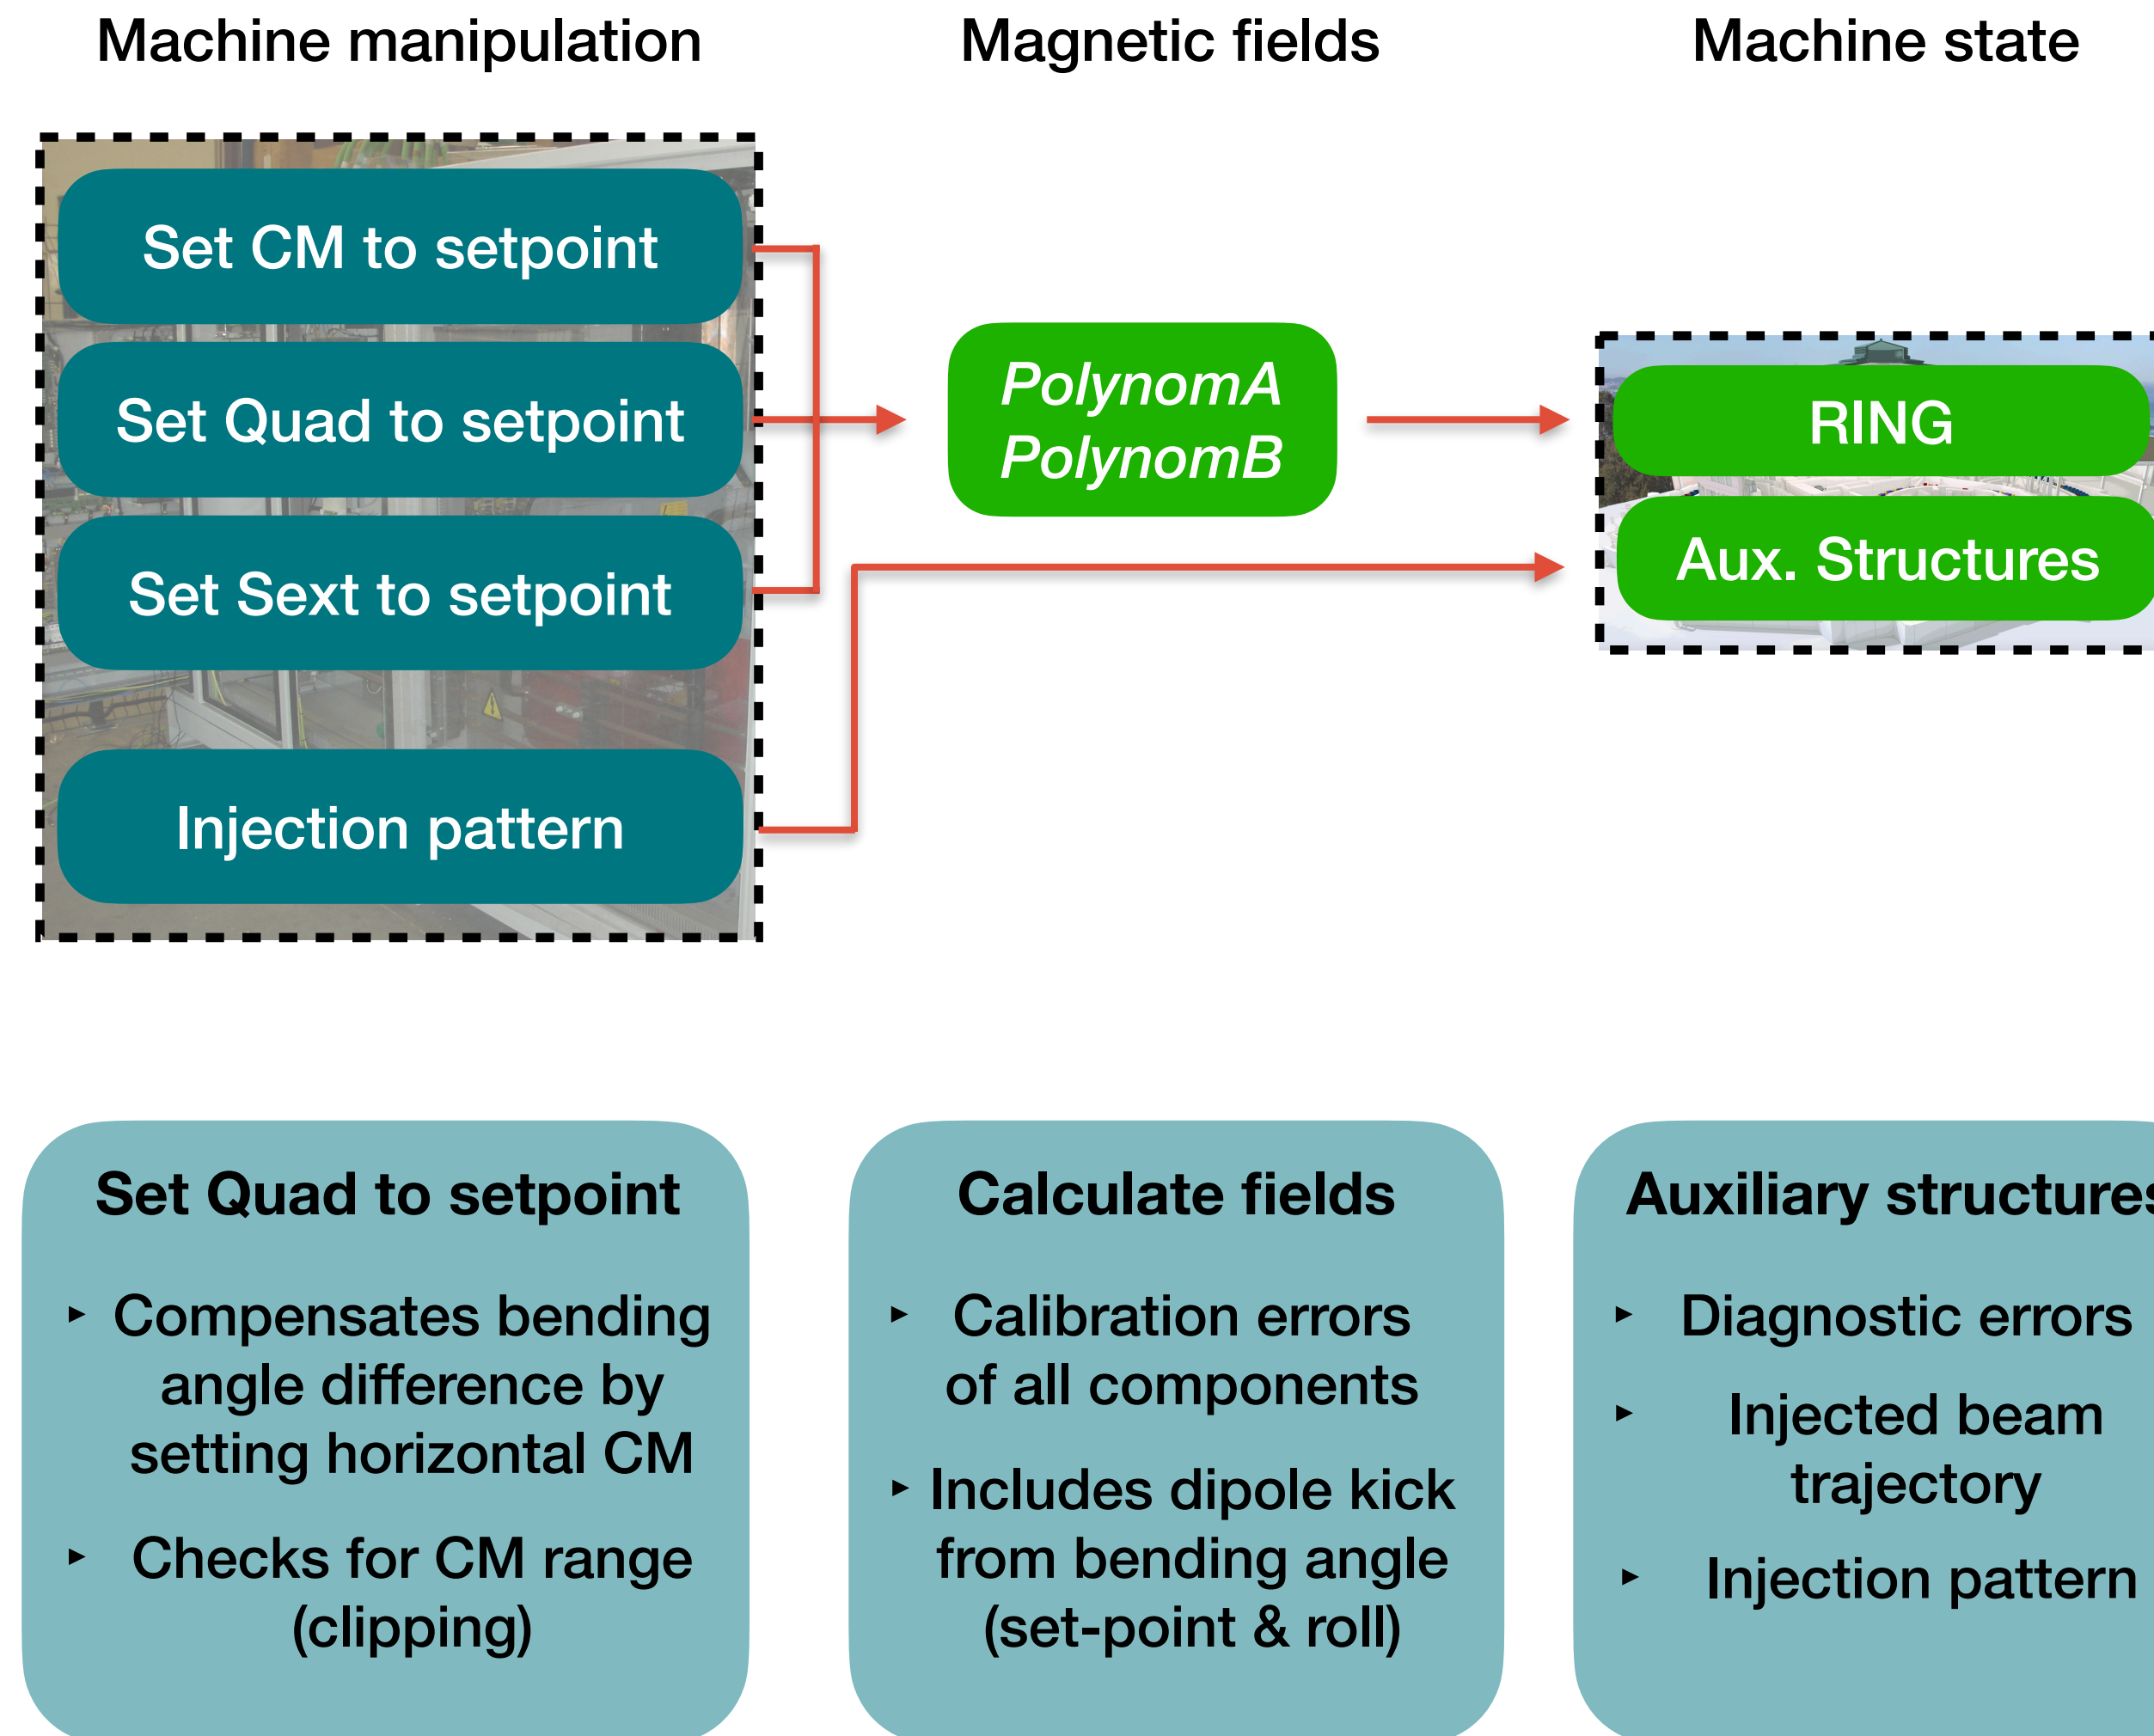 Machine manipulation
Magnetic fields
Machine state
Set CM to setpoint
Set Quad to setpoint
Set Sext to setpoint
Injection pattern
PolynomA
PolynomB
RING
Aux. Structures
Set Quad to setpoint
‣ Compensates bending
angle difference by
setting horizontal CM
‣ Checks for CM range
(clipping)
Calculate fields
‣ Calibration errors
of all components
‣ Includes dipole kick
from bending angle
(set-point & roll)
Auxiliary structures
‣ Diagnostic errors
‣ Injected beam
trajectory
‣ Injection pattern